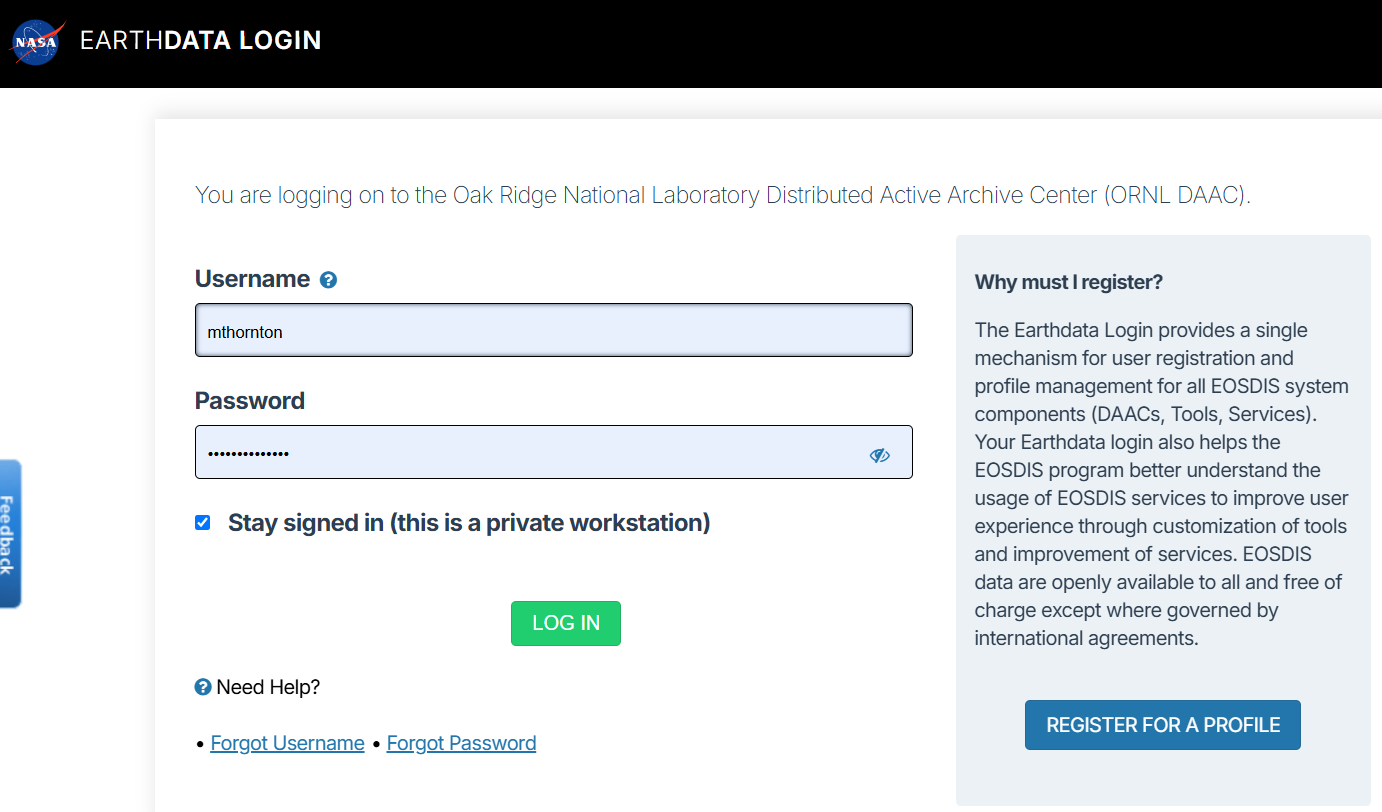 NASA EARTHDATA LOGIN
You are logging on to the Oak Ridge National Laboratory Distributed Active Archive Center (ORNL DAAC).
Username
mthornton
Password
••••••••••••••
Stay signed in (this is a private workstation)
LOG IN
Need Help?
• Forgot Username • Forgot Password
Why must I register?
The Earthdata Login provides a single
mechanism for user registration and
profile management for all EOSDIS system
components (DAACs, Tools, Services).
Your Earthdata login also helps the
EOSDIS program better understand the
usage of EOSDIS services to improve user
experience through customization of tools
and improvement of services. EOSDIS
data are openly available to all and free of
charge except where governed by
international agreements.
REGISTER FOR A PROFILE
Feedback